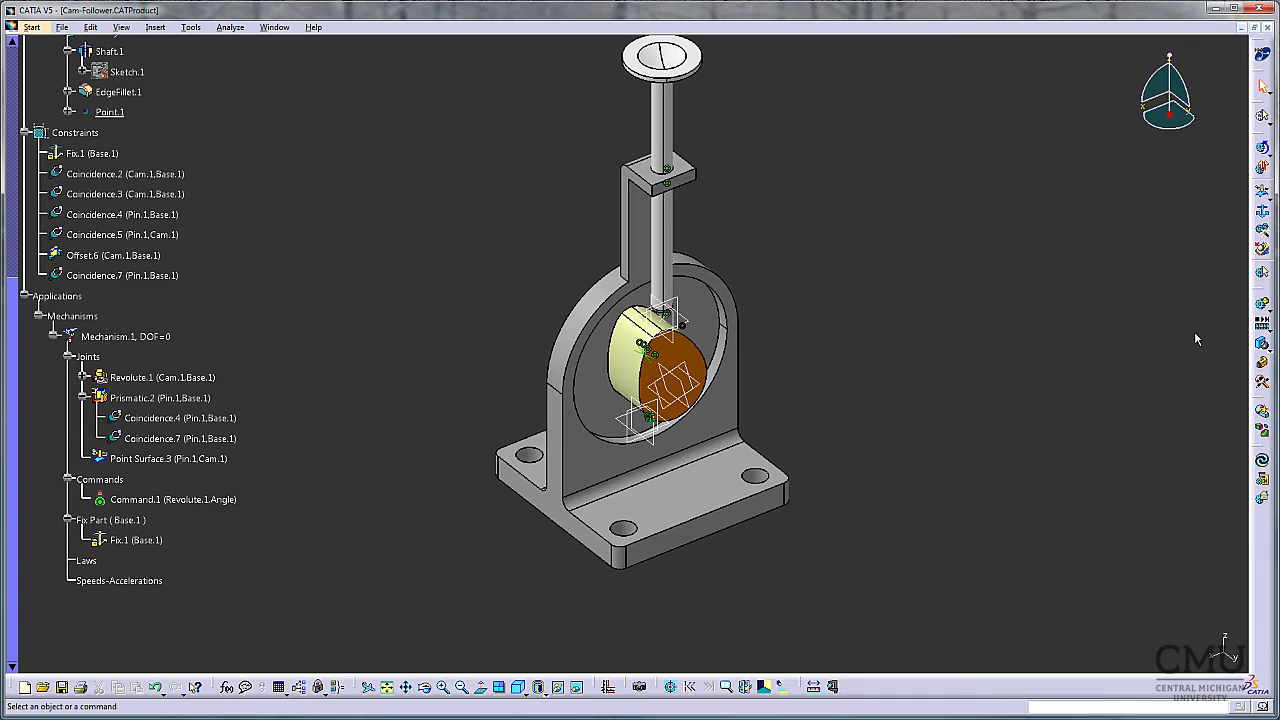 CATIA V5 - [Cam-Follower.CATProduct]
Start File Edit View Insert Tools Analyze Window Help
Shaft.1
Sketch.1
EdgeFillet.1
Point.1
Constraints
Fix.1 (Base.1)
Coincidence.2 (Cam.1,Base.1)
Coincidence.3 (Cam.1,Base.1)
Coincidence.4 (Pin.1,Base.1)
Coincidence.5 (Pin.1,Cam.1)
Offset.6 (Cam.1,Base.1)
Coincidence.7 (Pin.1,Base.1)
Applications
Mechanisms
Mechanism.1, DOF=0
Joints
Revolute.1 (Cam.1,Base.1)
Prismatic.2 (Pin.1,Base.1)
Coincidence.4 (Pin.1,Base.1)
Coincidence.7 (Pin.1,Base.1)
Point Surface.3 (Pin.1,Cam.1)
Commands
Command.1 (Revolute.1,Angle)
Fix Part ( Base.1 )
Fix.1 (Base.1)
Laws
Speeds-Accelerations
z
x
y
z
y
CMU
CENTRAL MICHIGAN
UNIVERSITY
CATIA
f(x)
Select an object or a command